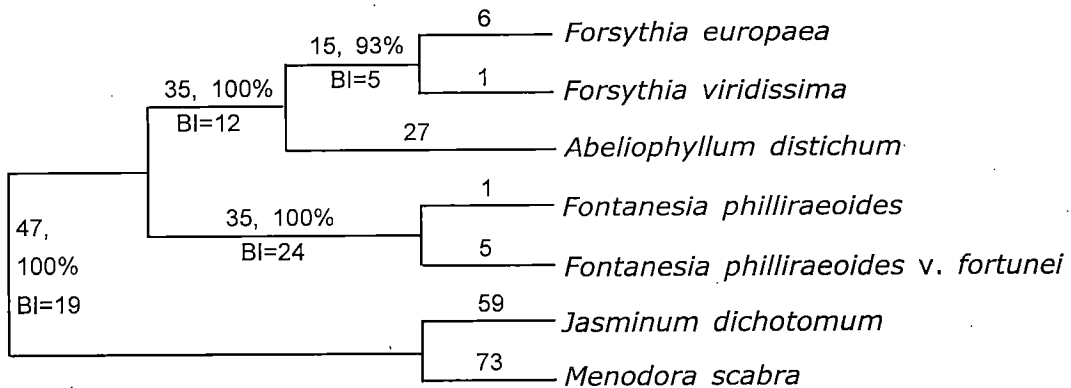 6
Forsythia europaea
15, 93%
BI=5
1
Forsythia viridissima
35, 100%
BI=12
27
Abeliophyllum distichum
1
Fontanesia philliraeoides
35, 100%
BI=24
5
Fontanesia philliraeoides v. fortunei
47,
100%
BI=19
59
Jasminum dichotomum
73
Menodora scabra